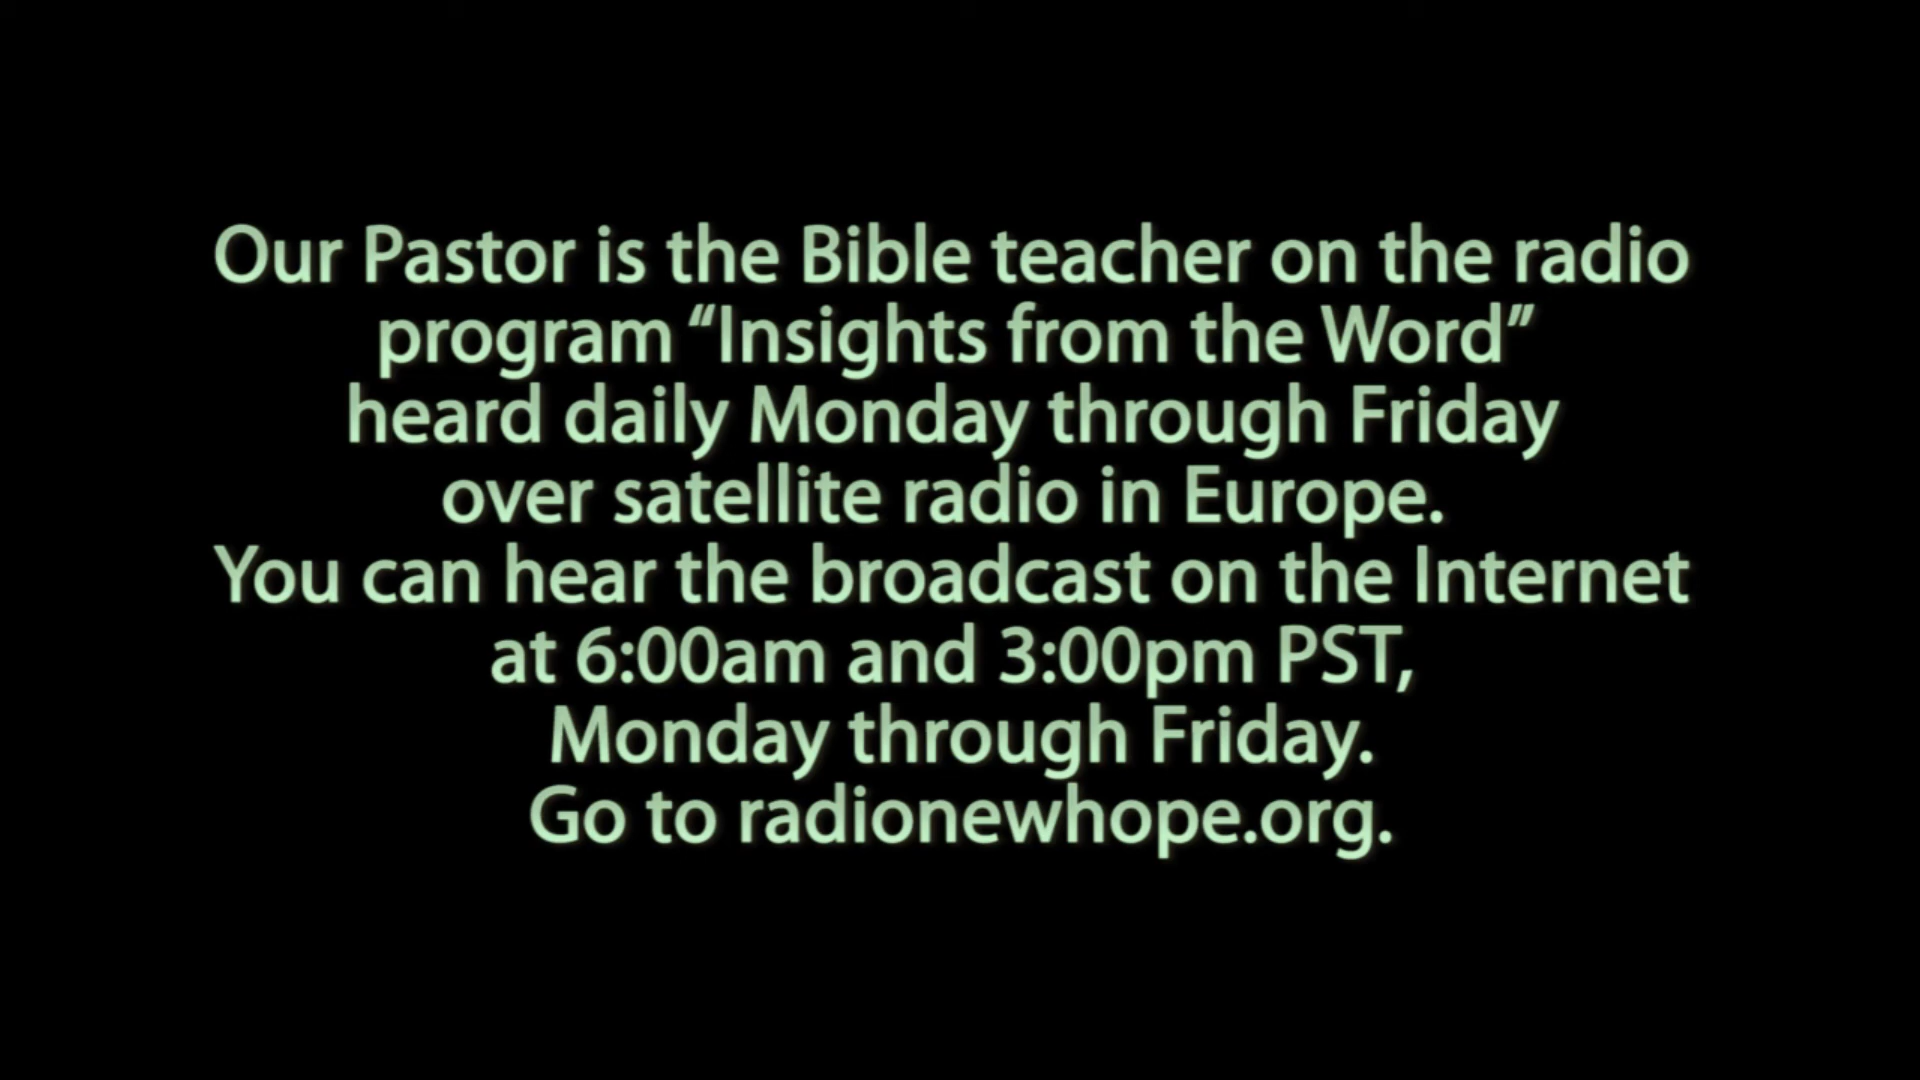 Our Pastor is the Bible teacher on the radio
program “Insights from the Word”
heard daily Monday through Friday
over satellite radio in Europe.
You can hear the broadcast on the Internet
at 6:00am and 3:00pm PST,
Monday through Friday.
Go to radionewhope.org.